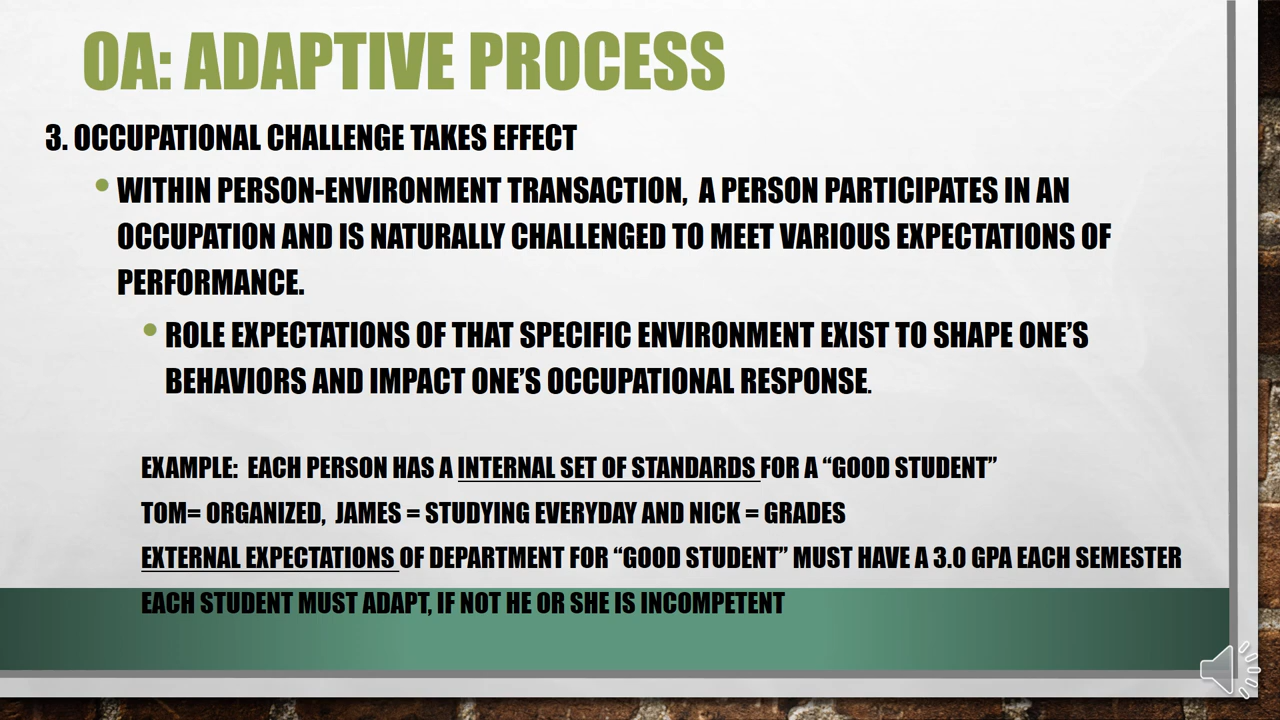 OA: ADAPTIVE PROCESS
3. OCCUPATIONAL CHALLENGE TAKES EFFECT
• WITHIN PERSON-ENVIRONMENT TRANSACTION,  A PERSON PARTICIPATES IN AN
OCCUPATION AND IS NATURALLY CHALLENGED TO MEET VARIOUS EXPECTATIONS OF
PERFORMANCE.
• ROLE EXPECTATIONS OF THAT SPECIFIC ENVIRONMENT EXIST TO SHAPE ONE’S
BEHAVIORS AND IMPACT ONE’S OCCUPATIONAL RESPONSE.
EXAMPLE:  EACH PERSON HAS A INTERNAL SET OF STANDARDS FOR A “GOOD STUDENT”
TOM= ORGANIZED,  JAMES = STUDYING EVERYDAY AND NICK = GRADES
EXTERNAL EXPECTATIONS OF DEPARTMENT FOR “GOOD STUDENT” MUST HAVE A 3.0 GPA EACH SEMESTER
EACH STUDENT MUST ADAPT, IF NOT HE OR SHE IS INCOMPETENT